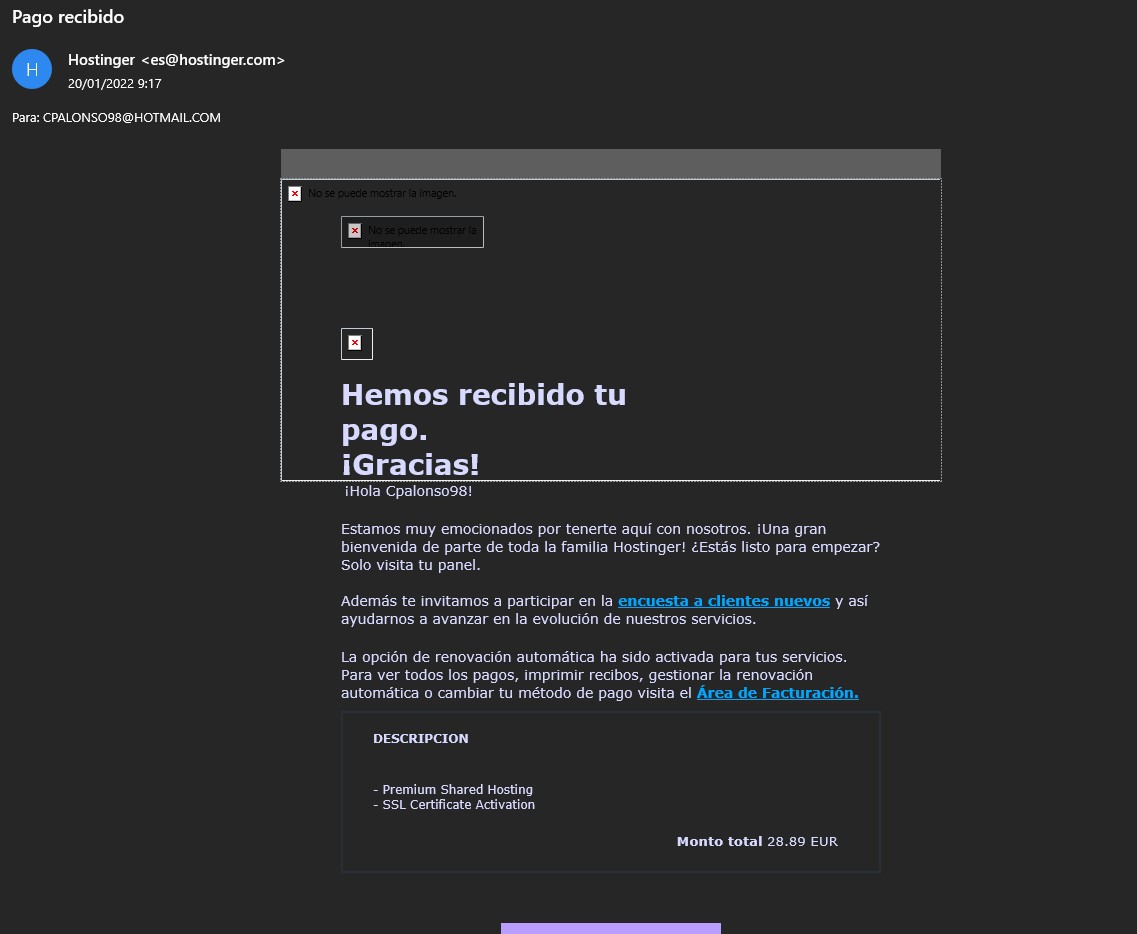 Pago recibido
H
Hostinger <es@hostinger.com>
20/01/2022 9:17
Para: CPALONSO98@HOTMAIL.COM
No se puede mostrar la imagen.
No se puede mostrar la
imagen.
Hemos recibido tu
pago.
¡Gracias!
¡Hola Cpalonso98!
Estamos muy emocionados por tenerte aquí con nosotros. ¡Una gran
bienvenida de parte de toda la familia Hostinger! ¿Estás listo para empezar?
Solo visita tu panel.
Además te invitamos a participar en la encuesta a clientes nuevos y así
ayudarnos a avanzar en la evolución de nuestros servicios.
La opción de renovación automática ha sido activada para tus servicios.
Para ver todos los pagos, imprimir recibos, gestionar la renovación
automática o cambiar tu método de pago visita el Área de Facturación.
DESCRIPCION
- Premium Shared Hosting
- SSL Certificate Activation
Monto total 28.89 EUR